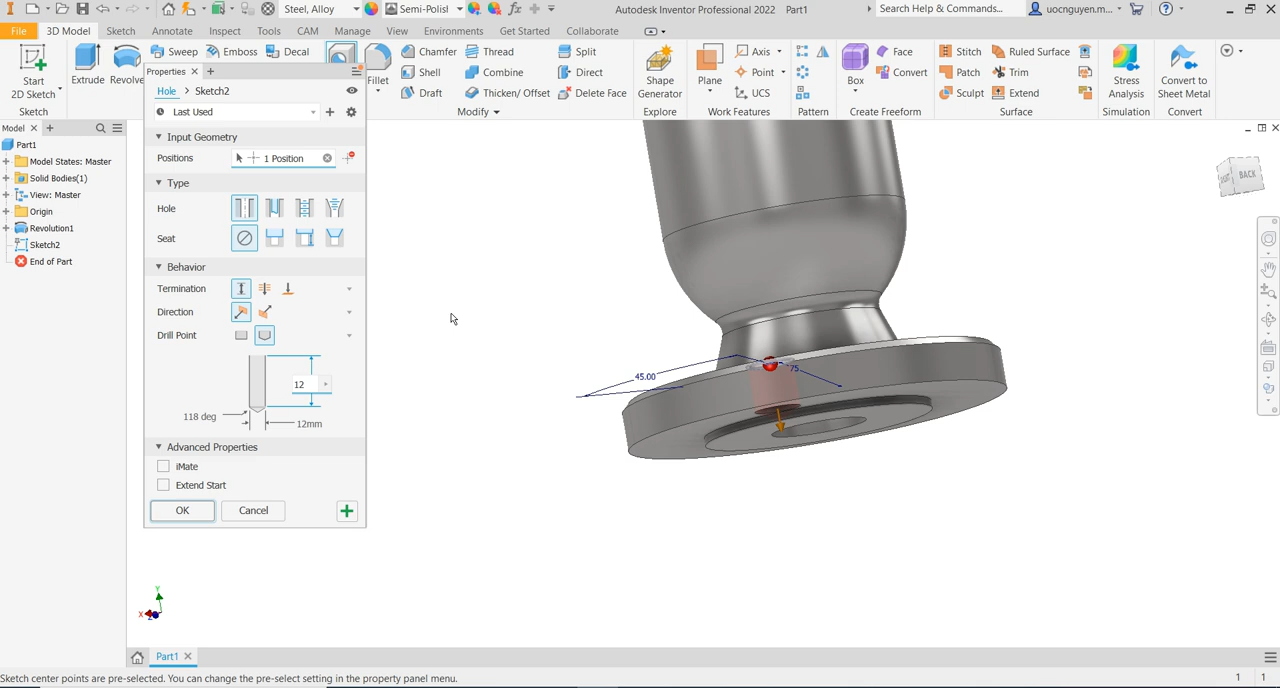 Steel, Alloy
Semi-Polish
Autodesk Inventor Professional 2022 Part1
Search Help & Commands...
uocnguyen.m...
File 3D Model Sketch Annotate Inspect Tools CAM Manage View Environments Get Started Collaborate
Start
2D Sketch
Sketch
Extrude
Revolve
Sweep
Emboss
Decal
Fillet
Chamfer
Shell
Draft
Thread
Combine
Thicken/ Offset
Split
Direct
Delete Face
Modify
Shape
Generator
Explore
Plane
Axis
Point
UCS
Work Features
Pattern
Box
Face
Convert
Create Freeform
Stitch
Patch
Sculpt
Ruled Surface
Trim
Extend
Surface
Stress
Analysis
Simulation
Convert to
Sheet Metal
Convert
Model
Part1
Model States: Master
Solid Bodies(1)
View: Master
Origin
Revolution1
Sketch2
End of Part
Properties
Hole > Sketch2
Last Used
Input Geometry
Positions 1 Position
Type
Hole
Seat
Behavior
Termination
Direction
Drill Point
12
118 deg
12mm
Advanced Properties
iMate
Extend Start
OK Cancel
45.00
75
BACK
Y
X
Z
Part1
Sketch center points are pre-selected. You can change the pre-select setting in the property panel menu.
1 1